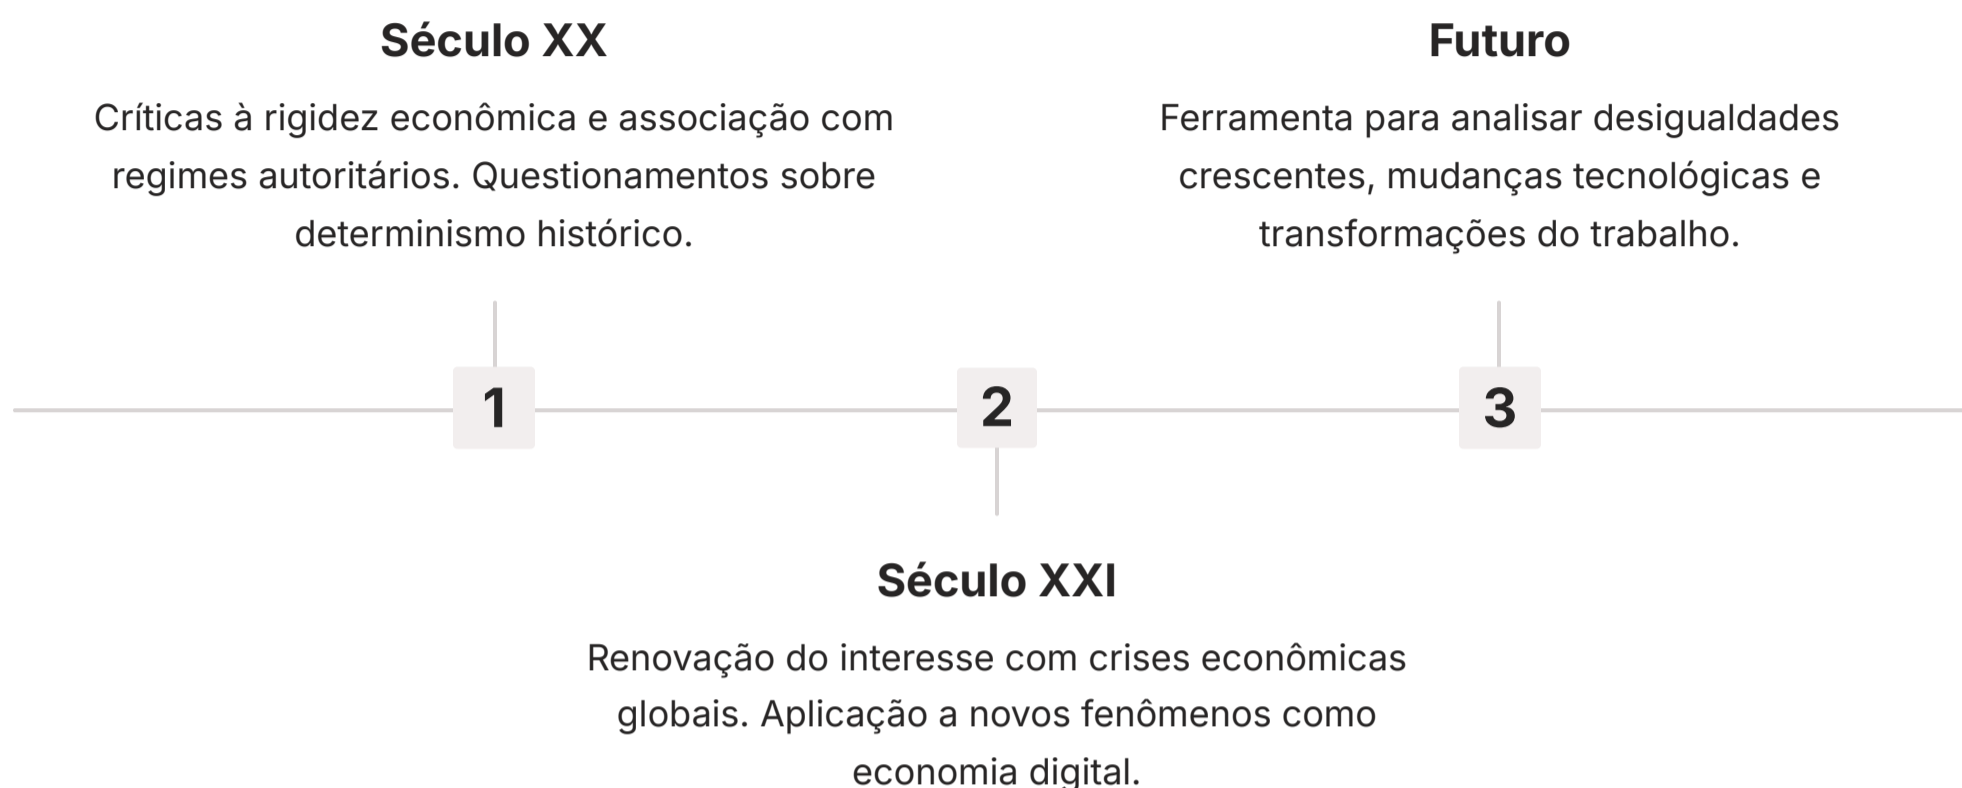 Século XX
Críticas à rigidez econômica e associação com
regimes autoritários. Questionamentos sobre
determinismo histórico.
Futuro
Ferramenta para analisar desigualdades
crescentes, mudanças tecnológicas e
transformações do trabalho.
1
2
3
Século XXI
Renovação do interesse com crises econômicas
globais. Aplicação a novos fenômenos como
economia digital.